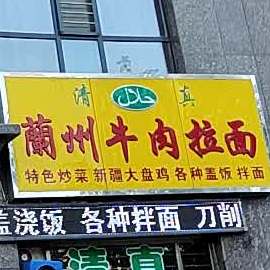 清 حلال 真
蘭州牛肉拉面
特色炒菜 新疆大盘鸡 各种盖饭 拌面
盖浇饭 各种拌面 刀削
清真